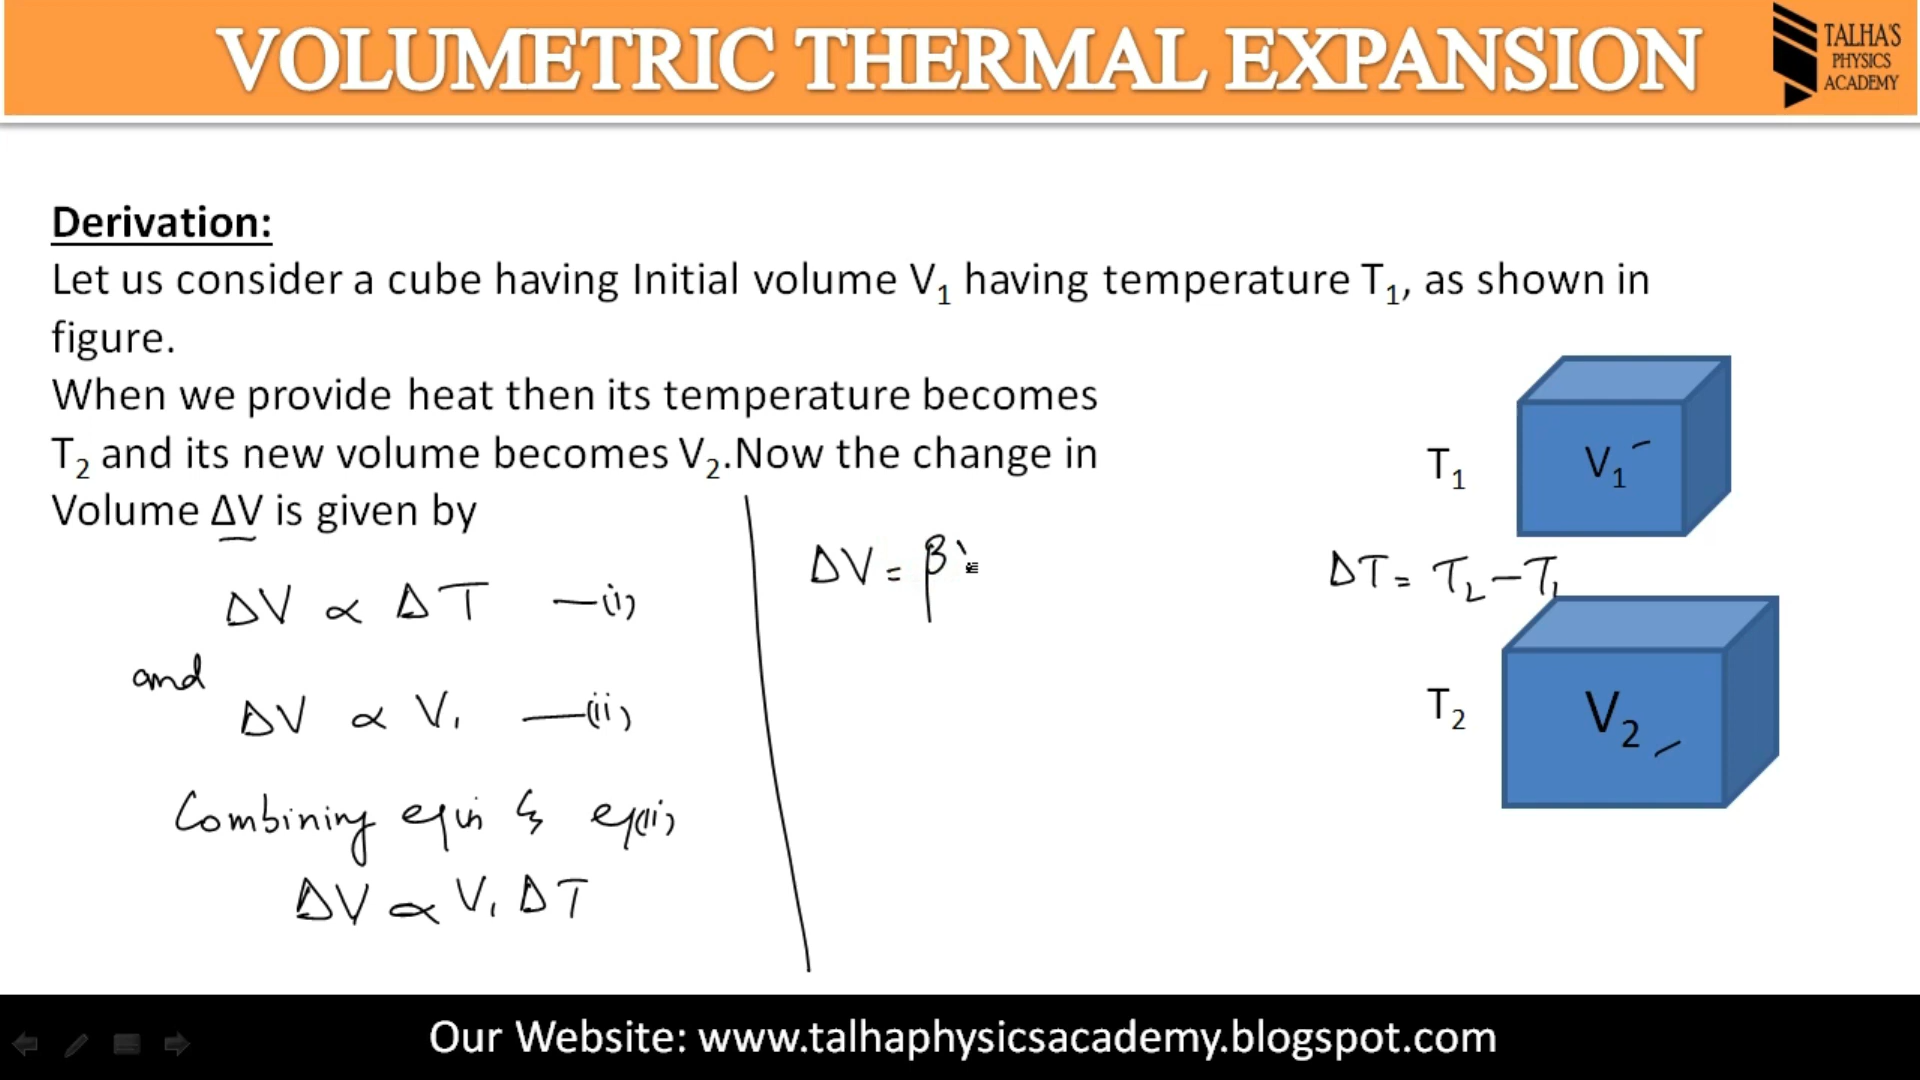 VOLUMETRIC THERMAL EXPANSION
TALHA'S
PHYSICS
ACADEMY
Derivation:
Let us consider a cube having Initial volume V₁ having temperature T₁, as shown in
figure.
When we provide heat then its temperature becomes
T₂ and its new volume becomes V₂.Now the change in
Volume ΔV is given by
ΔV ∝ ΔT —(i)
and
ΔV ∝ V₁ —(ii)
Combining eq(i) & eq(ii)
ΔV ∝ V₁ ΔT
ΔV = β
T₁
V₁
ΔT = T₂ – T₁
T₂
V₂
Our Website: www.talhaphysicsacademy.blogspot.com